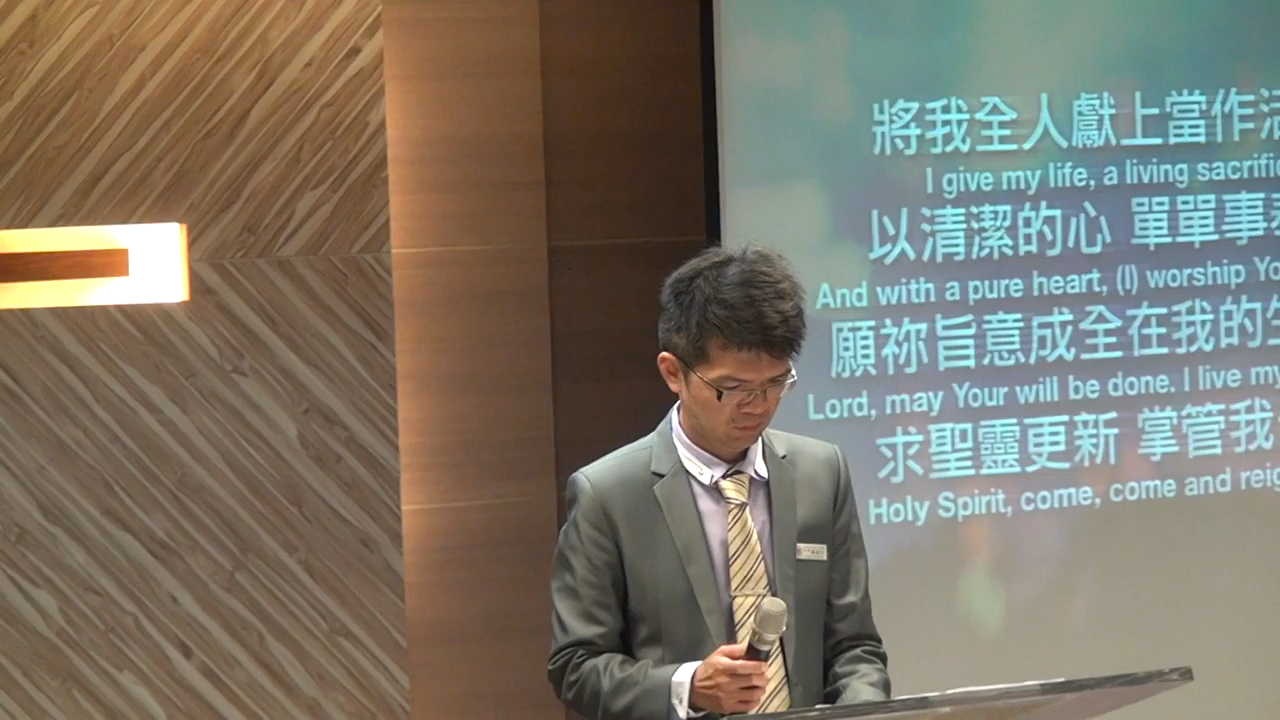 將我全人獻上當作活
I give my life, a living sacrific
以清潔的心 單單事奉
And with a pure heart, (I) worship Yo
願祢旨意成全在我的生
Lord, may Your will be done. I live my
求聖靈更新 掌管我
Holy Spirit, come, come and reig